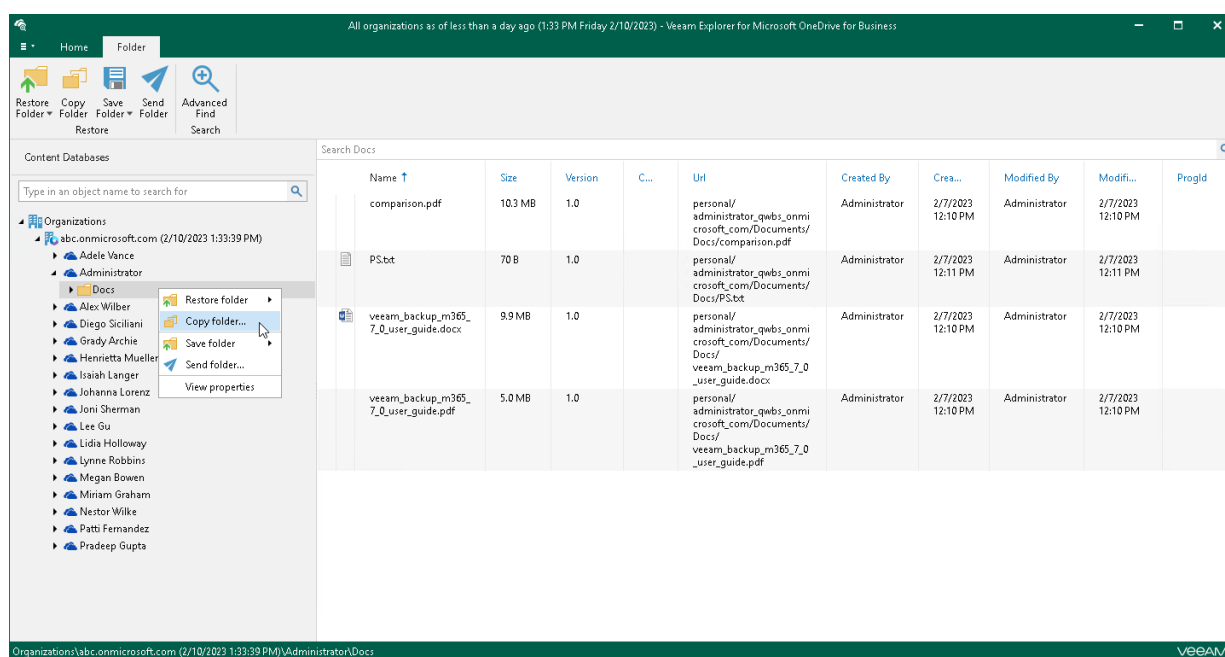 All organizations as of less than a day ago (1:33 PM Friday 2/10/2023) - Veeam Explorer for Microsoft OneDrive for Business
Home Folder
Restore Copy Save Send Advanced
Folder Folder Folder Folder Find
Restore Search
Content Databases
Type in an object name to search for
Organizations
abc.onmicrosoft.com (2/10/2023 1:33:39 PM)
Adele Vance
Administrator
Docs
Alex Wilber
Diego Siciliani
Grady Archie
Henrietta Mueller
Isaiah Langer
Johanna Lorenz
Joni Sherman
Lee Gu
Lidia Holloway
Lynne Robbins
Megan Bowen
Miriam Graham
Nestor Wilke
Patti Fernandez
Pradeep Gupta
Restore folder
Copy folder...
Save folder
Send folder...
View properties
Search Docs
Name Size Version C... Url Created By Crea... Modified By Modifi... ProgId
comparison.pdf 10.3 MB 1.0 personal/ Administrator 2/7/2023 Administrator 2/7/2023
administrator_qwbs_onmi 12:10 PM 12:10 PM
crosoft_com/Documents/
Docs/comparison.pdf
PS.txt 70 B 1.0 personal/ Administrator 2/7/2023 Administrator 2/7/2023
administrator_qwbs_onmi 12:11 PM 12:11 PM
crosoft_com/Documents/
Docs/PS.txt
veeam_backup_m365_ 9.9 MB 1.0 personal/ Administrator 2/7/2023 Administrator 2/7/2023
7_0_user_guide.docx administrator_qwbs_onmi 12:10 PM 12:10 PM
crosoft_com/Documents/
Docs/
veeam_backup_m365_7_0
_user_guide.docx
veeam_backup_m365_ 5.0 MB 1.0 personal/ Administrator 2/7/2023 Administrator 2/7/2023
7_0_user_guide.pdf administrator_qwbs_onmi 12:10 PM 12:10 PM
crosoft_com/Documents/
Docs/
veeam_backup_m365_7_0
_user_guide.pdf
Organizations\abc.onmicrosoft.com (2/10/2023 1:33:39 PM)\Administrator\Docs
veeAM